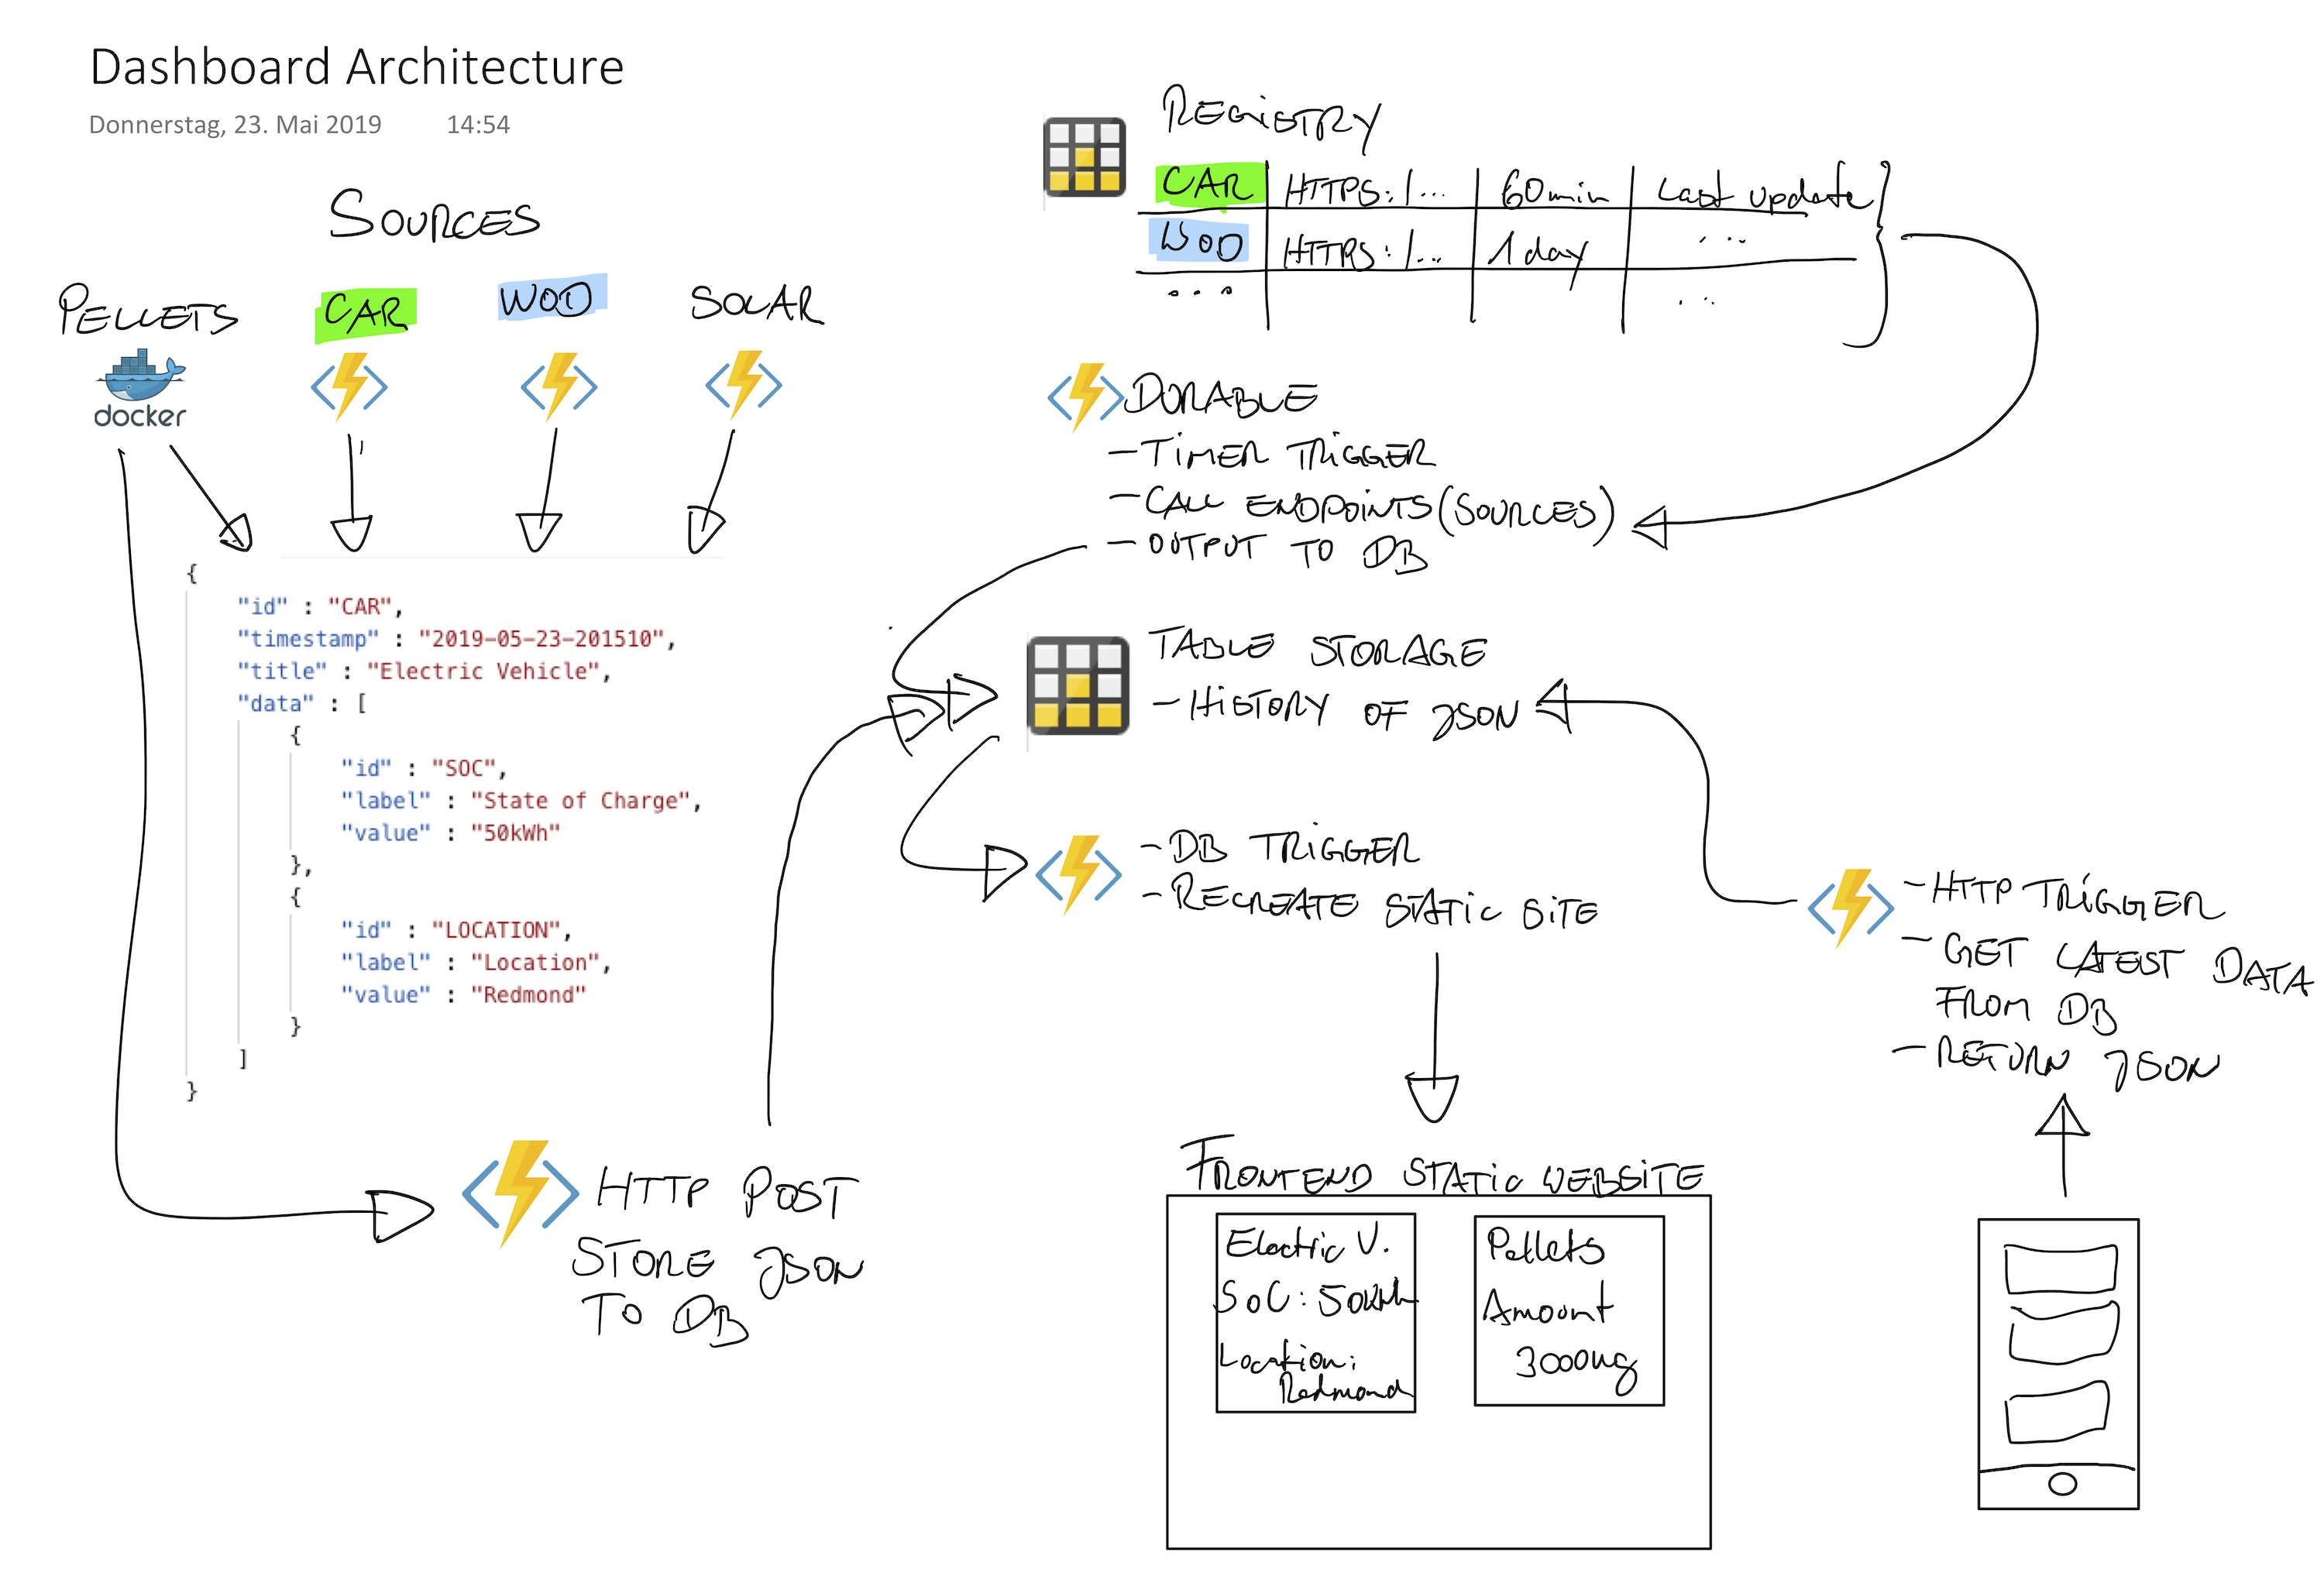 Dashboard Architecture
Donnerstag, 23. Mai 2019 14:54
SOURCES
PELLETS CAR WOD SOLAR
docker
{
"id" : "CAR",
"timestamp" : "2019-05-23-201510",
"title" : "Electric Vehicle",
"data" : [
{
"id" : "SOC",
"label" : "State of Charge",
"value" : "50kWh"
},
{
"id" : "LOCATION",
"label" : "Location",
"value" : "Redmond"
}
]
}
HTTP POST
STORE JSON
TO DB
REGISTRY
CAR HTTPS:/... 60min Last update
WOD HTTPS:/... 1 day ...
... ...
DURABLE
- TIMER TRIGGER
- CALL ENDPOINTS (SOURCES)
- OUTPUT TO DB
TABLE STORAGE
- HISTORY OF JSON
- DB TRIGGER
- RECREATE STATIC SITE
- HTTP TRIGGER
- GET LATEST DATA
FROM DB
- RETURN JSON
FRONTEND STATIC WEBSITE
Electric V.
SoC: 50kWh
Location:
Redmond
Pellets
Amount
3000kg